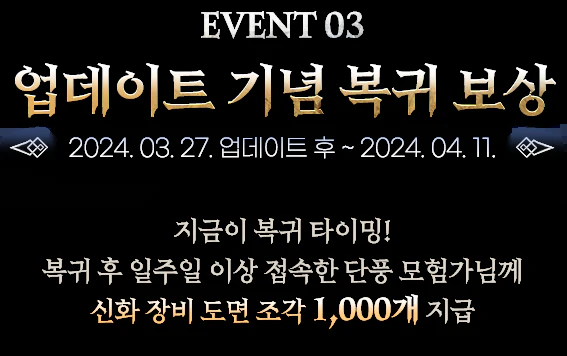 EVENT 03
업데이트 기념 복귀 보상
2024. 03. 27. 업데이트 후 ~ 2024. 04. 11.
지금이 복귀 타이밍!
복귀 후 일주일 이상 접속한 단풍 모험가님께
신화 장비 도면 조각 1,000개 지급